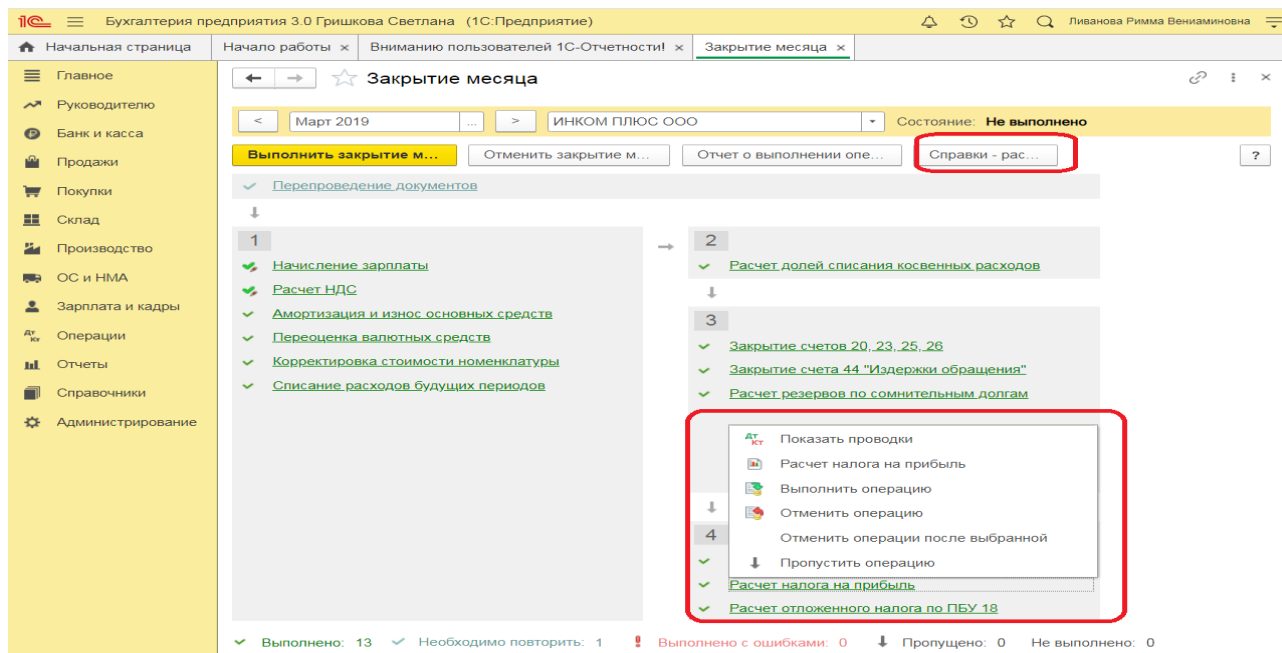 1С Бухгалтерия предприятия 3.0 Гришкова Светлана (1С:Предприятие) Ливанова Римма Вениаминовна
Начальная страница Начало работы × Вниманию пользователей 1С-Отчетности! × Закрытие месяца ×
Главное
Руководителю
Банк и касса
Продажи
Покупки
Склад
Производство
ОС и НМА
Зарплата и кадры
Операции
Отчеты
Справочники
Администрирование
Закрытие месяца
< Март 2019 ... > ИНКОМ ПЛЮС ООО Состояние: Не выполнено
Выполнить закрытие м... Отменить закрытие м... Отчет о выполнении опе... Справки - рас... ?
Перепроведение документов
1
Начисление зарплаты
Расчет НДС
Амортизация и износ основных средств
Переоценка валютных средств
Корректировка стоимости номенклатуры
Списание расходов будущих периодов
2
Расчет долей списания косвенных расходов
3
Закрытие счетов 20, 23, 25, 26
Закрытие счета 44 "Издержки обращения"
Расчет резервов по сомнительным долгам
Дт Кт Показать проводки
Расчет налога на прибыль
Выполнить операцию
Отменить операцию
Отменить операции после выбранной
Пропустить операцию
4
Расчет налога на прибыль
Расчет отложенного налога по ПБУ 18
Выполнено: 13 Необходимо повторить: 1 Выполнено с ошибками: 0 Пропущено: 0 Не выполнено: 0